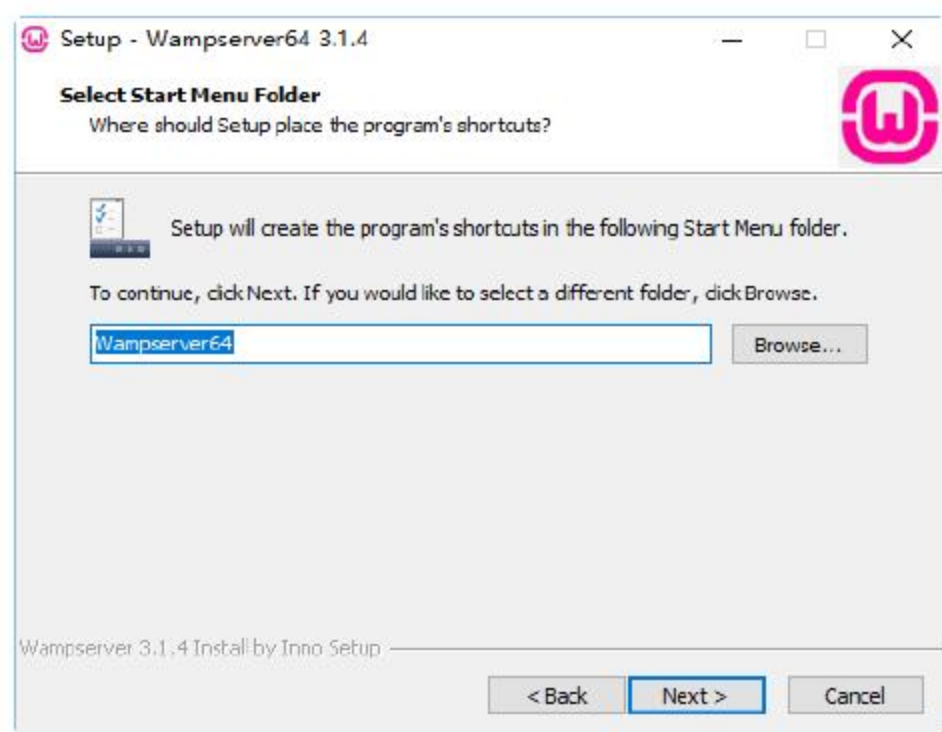 Setup - Wampserver64 3.1.4
Select Start Menu Folder
Where should Setup place the program's shortcuts?
Setup will create the program's shortcuts in the following Start Menu folder.
To continue, click Next. If you would like to select a different folder, click Browse.
Wampserver64
Browse...
Wampserver 3.1.4 Install by Inno Setup
< Back
Next >
Cancel